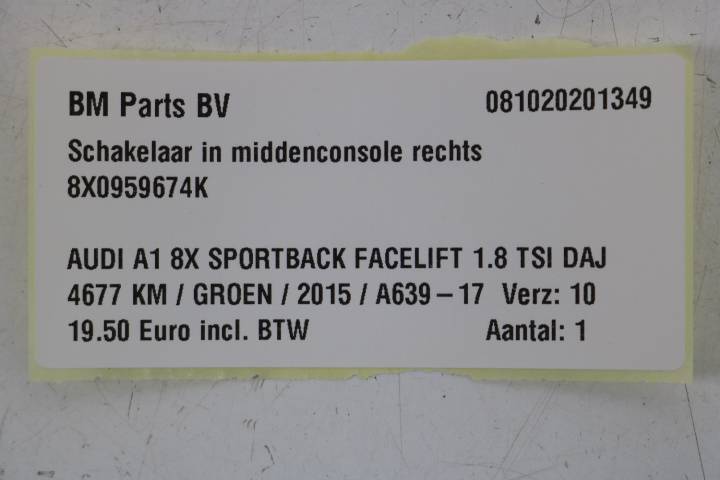 BM Parts BV 081020201349
Schakelaar in middenconsole rechts
8X0959674K
AUDI A1 8X SPORTBACK FACELIFT 1.8 TSI DAJ
4677 KM / GROEN / 2015 / A639 – 17 Verz: 10
19.50 Euro incl. BTW Aantal: 1